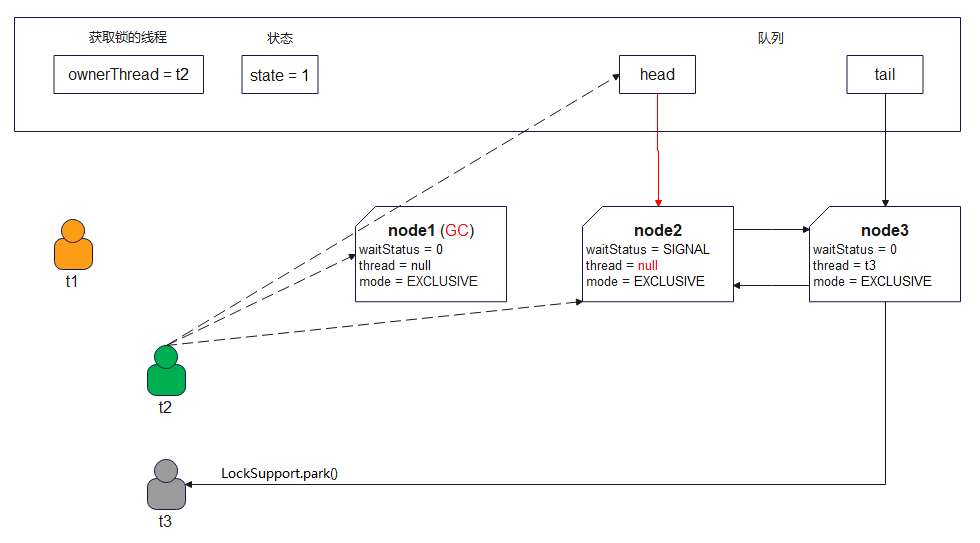 获取锁的线程
状态
队列
ownerThread = t2
state = 1
head
tail
node1 (GC)
waitStatus = 0
thread = null
mode = EXCLUSIVE
node2
waitStatus = SIGNAL
thread = null
mode = EXCLUSIVE
node3
waitStatus = 0
thread = t3
mode = EXCLUSIVE
t1
t2
LockSupport.park()
t3